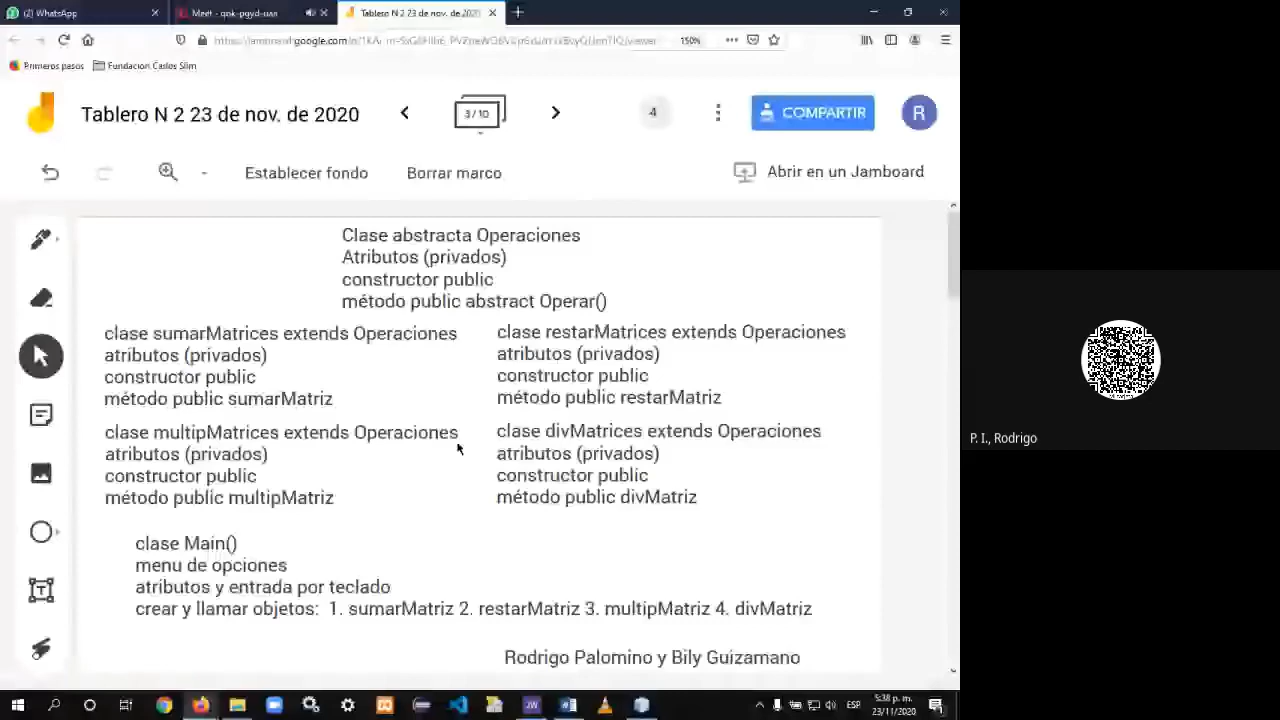 (2) WhatsApp
Meet - qnk-pgyd-uan
Tablero N 2 23 de nov. de 2020
150%
Primeros pasos
Fundacion Carlos Slim
Tablero N 2 23 de nov. de 2020
3 / 10
4
COMPARTIR
R
Establecer fondo
Borrar marco
Abrir en un Jamboard
Clase abstracta Operaciones
Atributos (privados)
constructor public
método public abstract Operar()
clase sumarMatrices extends Operaciones
atributos (privados)
constructor public
método public sumarMatriz
clase restarMatrices extends Operaciones
atributos (privados)
constructor public
método public restarMatriz
clase multipMatrices extends Operaciones
atributos (privados)
constructor public
método public multipMatriz
clase divMatrices extends Operaciones
atributos (privados)
constructor public
método public divMatriz
clase Main()
menu de opciones
atributos y entrada por teclado
crear y llamar objetos: 1. sumarMatriz 2. restarMatriz 3. multipMatriz 4. divMatriz
Rodrigo Palomino y Bily Guizamano
P. I., Rodrigo
ESP
5:38 p. m.
23/11/2020